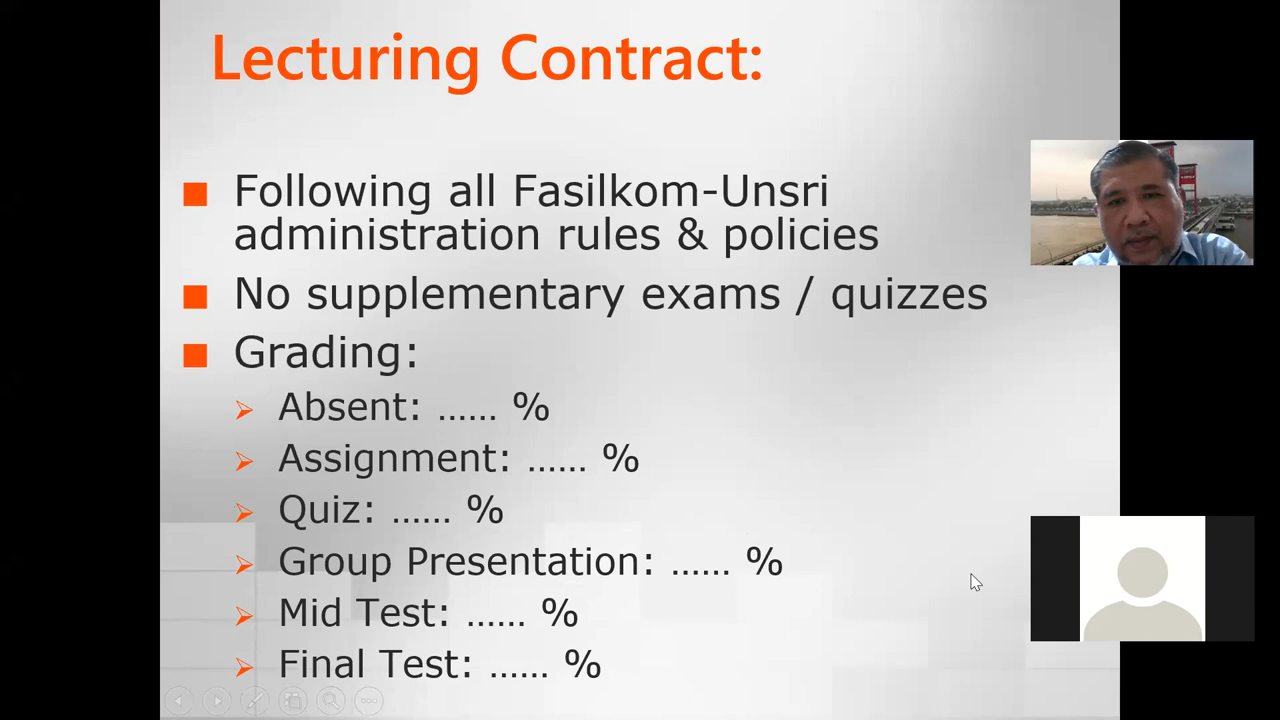 Lecturing Contract:
Following all Fasilkom-Unsri
administration rules & policies
No supplementary exams / quizzes
Grading:
Absent: …… %
Assignment: …… %
Quiz: …… %
Group Presentation: …… %
Mid Test: …… %
Final Test: …… %